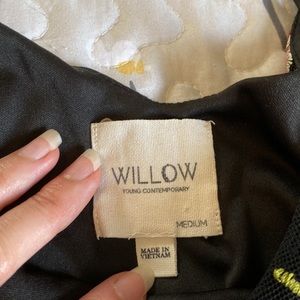 WILLOW
YOUNG CONTEMPORARY
MEDIUM
MADE IN
VIETNAM